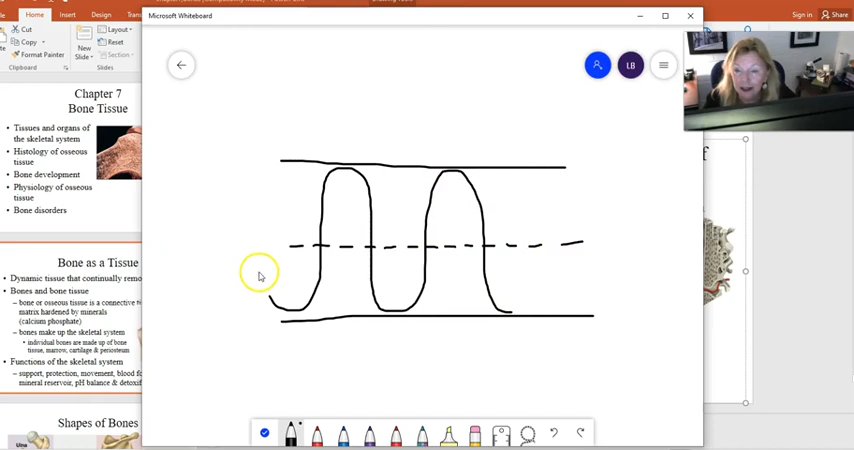 Home
Insert
Design
Sign in
Share
Cut
Copy
Format Painter
Clipboard
New
Slide
Layout
Reset
Section
Slides
Microsoft Whiteboard
LB
Chapter 7
Bone Tissue
• Tissues and organs of
the skeletal system
• Histology of osseous
tissue
• Bone development
• Physiology of osseous
tissue
• Bone disorders
Bone as a Tissue
• Dynamic tissue that continually remo
• Bones and bone tissue
– bone or osseous tissue is a connective
matrix hardened by minerals
(calcium phosphate)
– bones make up the skeletal system
• individual bones are made up of bone
tissue, marrow, cartilage & periosteum
• Functions of the skeletal system
– support, protection, movement, blood f
mineral reservoir, pH balance & detoxif
Shapes of Bones
Ulna